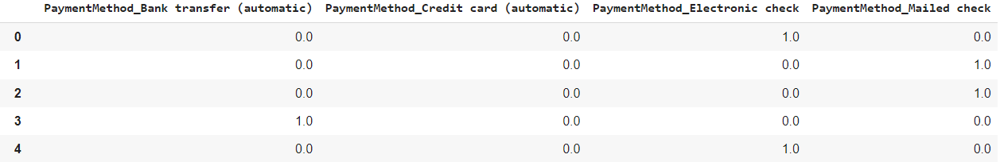 PaymentMethod_Bank transfer (automatic) PaymentMethod_Credit card (automatic) PaymentMethod_Electronic check PaymentMethod_Mailed check
0 0.0 0.0 1.0 0.0
1 0.0 0.0 0.0 1.0
2 0.0 0.0 0.0 1.0
3 1.0 0.0 0.0 0.0
4 0.0 0.0 1.0 0.0